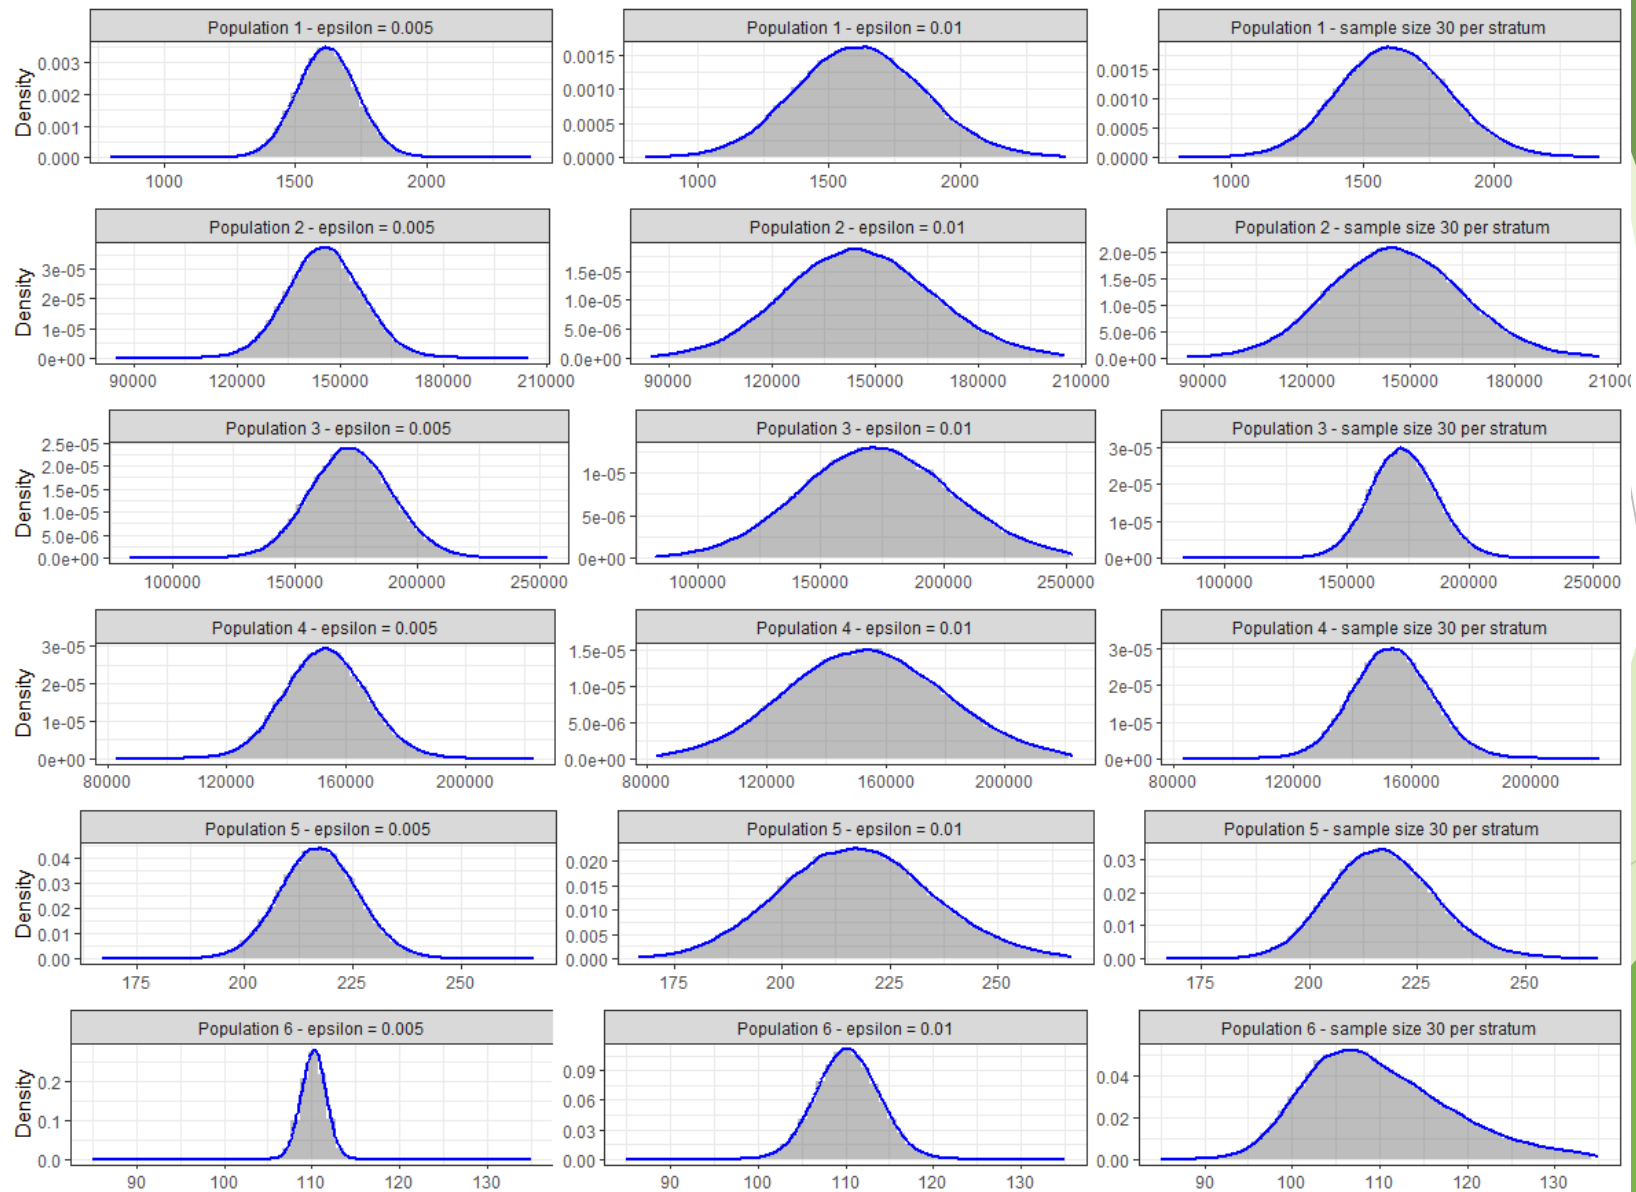 Population 1 - epsilon = 0.005
Population 1 - epsilon = 0.01
Population 1 - sample size 30 per stratum
Density
0.003
0.002
0.001
0.000
1000 1500 2000
0.0015
0.0010
0.0005
0.0000
1000 1500 2000
0.0015
0.0010
0.0005
0.0000
1000 1500 2000
Population 2 - epsilon = 0.005
Population 2 - epsilon = 0.01
Population 2 - sample size 30 per stratum
Density
3e-05
2e-05
1e-05
0e+00
90000 120000 150000 180000 210000
1.5e-05
1.0e-05
5.0e-06
0.0e+00
90000 120000 150000 180000 210000
2.0e-05
1.5e-05
1.0e-05
5.0e-06
0.0e+00
90000 120000 150000 180000 21000
Population 3 - epsilon = 0.005
Population 3 - epsilon = 0.01
Population 3 - sample size 30 per stratum
Density
2.5e-05
2.0e-05
1.5e-05
1.0e-05
5.0e-06
0.0e+00
100000 150000 200000 250000
1e-05
5e-06
0e+00
100000 150000 200000 250000
3e-05
2e-05
1e-05
0e+00
100000 150000 200000 250000
Population 4 - epsilon = 0.005
Population 4 - epsilon = 0.01
Population 4 - sample size 30 per stratum
Density
3e-05
2e-05
1e-05
0e+00
80000 120000 160000 200000
1.5e-05
1.0e-05
5.0e-06
0.0e+00
80000 120000 160000 200000
3e-05
2e-05
1e-05
0e+00
80000 120000 160000 200000
Population 5 - epsilon = 0.005
Population 5 - epsilon = 0.01
Population 5 - sample size 30 per stratum
Density
0.04
0.03
0.02
0.01
0.00
175 200 225 250
0.020
0.015
0.010
0.005
0.000
175 200 225 250
0.03
0.02
0.01
0.00
175 200 225 250
Population 6 - epsilon = 0.005
Population 6 - epsilon = 0.01
Population 6 - sample size 30 per stratum
Density
0.2
0.1
0.0
90 100 110 120 130
0.09
0.06
0.03
0.00
90 100 110 120 130
0.04
0.02
0.00
90 100 110 120 130